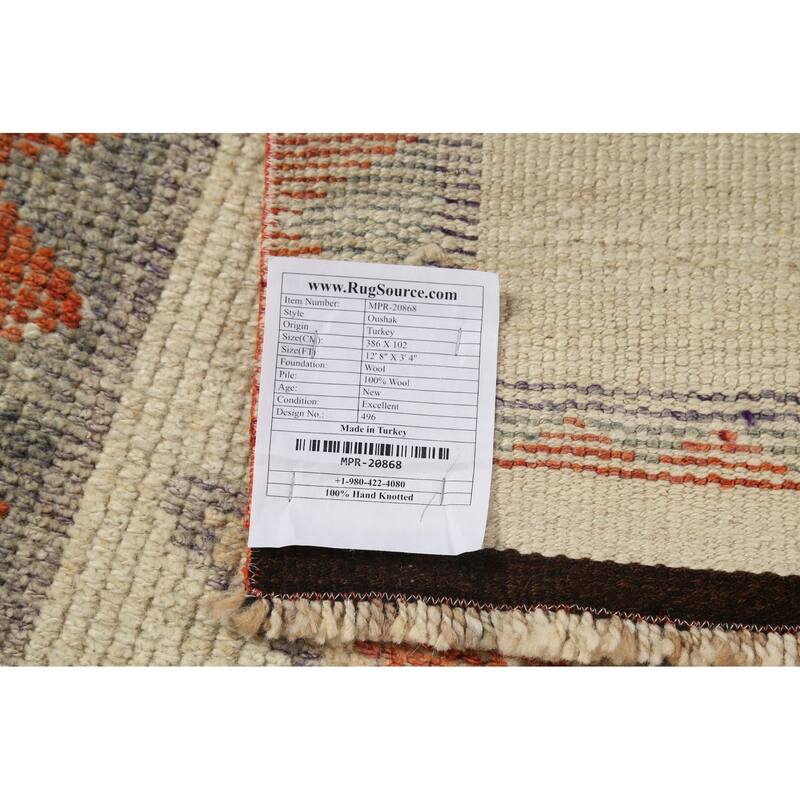 www.RugSource.com
Item Number: MPR-20868
Style Oushak
Origin Turkey
Size(CM): 386 X 102
Size(FT): 12' 8" X 3' 4"
Foundation: Wool
Pile: 100% Wool
Age: New
Condition: Excellent
Design No.: 496
Made in Turkey
MPR-20868
+1-980-422-4080
100% Hand Knotted